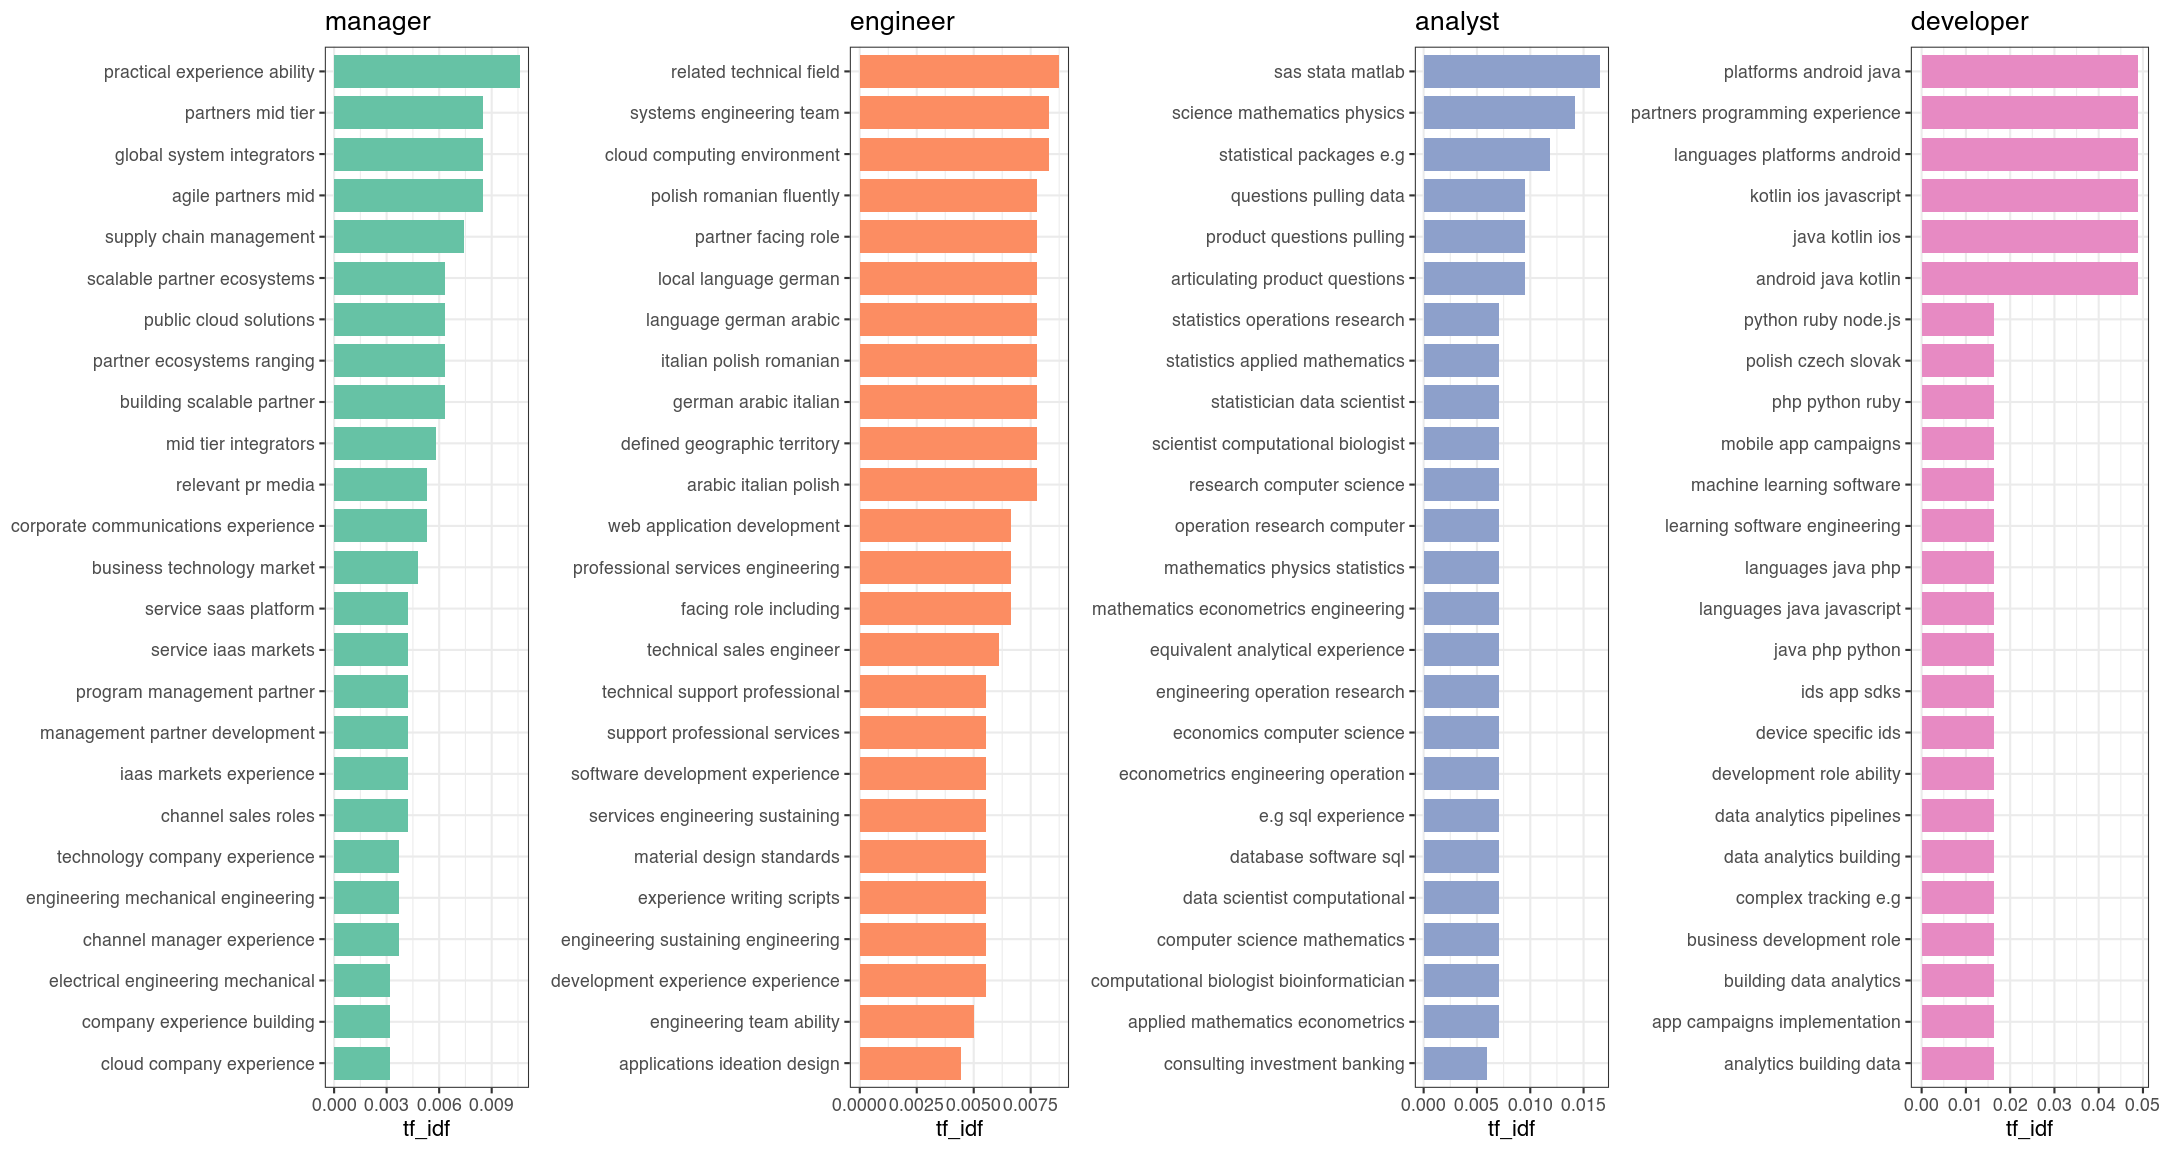 manager
practical experience ability
partners mid tier
global system integrators
agile partners mid
supply chain management
scalable partner ecosystems
public cloud solutions
partner ecosystems ranging
building scalable partner
mid tier integrators
relevant pr media
corporate communications experience
business technology market
service saas platform
service iaas markets
program management partner
management partner development
iaas markets experience
channel sales roles
technology company experience
engineering mechanical engineering
channel manager experience
electrical engineering mechanical
company experience building
cloud company experience
0.000 0.003 0.006 0.009
tf_idf
engineer
related technical field
systems engineering team
cloud computing environment
polish romanian fluently
partner facing role
local language german
language german arabic
italian polish romanian
german arabic italian
defined geographic territory
arabic italian polish
web application development
professional services engineering
facing role including
technical sales engineer
technical support professional
support professional services
software development experience
services engineering sustaining
material design standards
experience writing scripts
engineering sustaining engineering
development experience experience
engineering team ability
applications ideation design
0.0000 0.0025 0.0050 0.0075
tf_idf
analyst
sas stata matlab
science mathematics physics
statistical packages e.g
questions pulling data
product questions pulling
articulating product questions
statistics operations research
statistics applied mathematics
statistician data scientist
scientist computational biologist
research computer science
operation research computer
mathematics physics statistics
mathematics econometrics engineering
equivalent analytical experience
engineering operation research
economics computer science
econometrics engineering operation
e.g sql experience
database software sql
data scientist computational
computer science mathematics
computational biologist bioinformatician
applied mathematics econometrics
consulting investment banking
0.000 0.005 0.010 0.015
tf_idf
developer
platforms android java
partners programming experience
languages platforms android
kotlin ios javascript
java kotlin ios
android java kotlin
python ruby node.js
polish czech slovak
php python ruby
mobile app campaigns
machine learning software
learning software engineering
languages java php
languages java javascript
java php python
ids app sdks
device specific ids
development role ability
data analytics pipelines
data analytics building
complex tracking e.g
business development role
building data analytics
app campaigns implementation
analytics building data
0.00 0.01 0.02 0.03 0.04 0.05
tf_idf